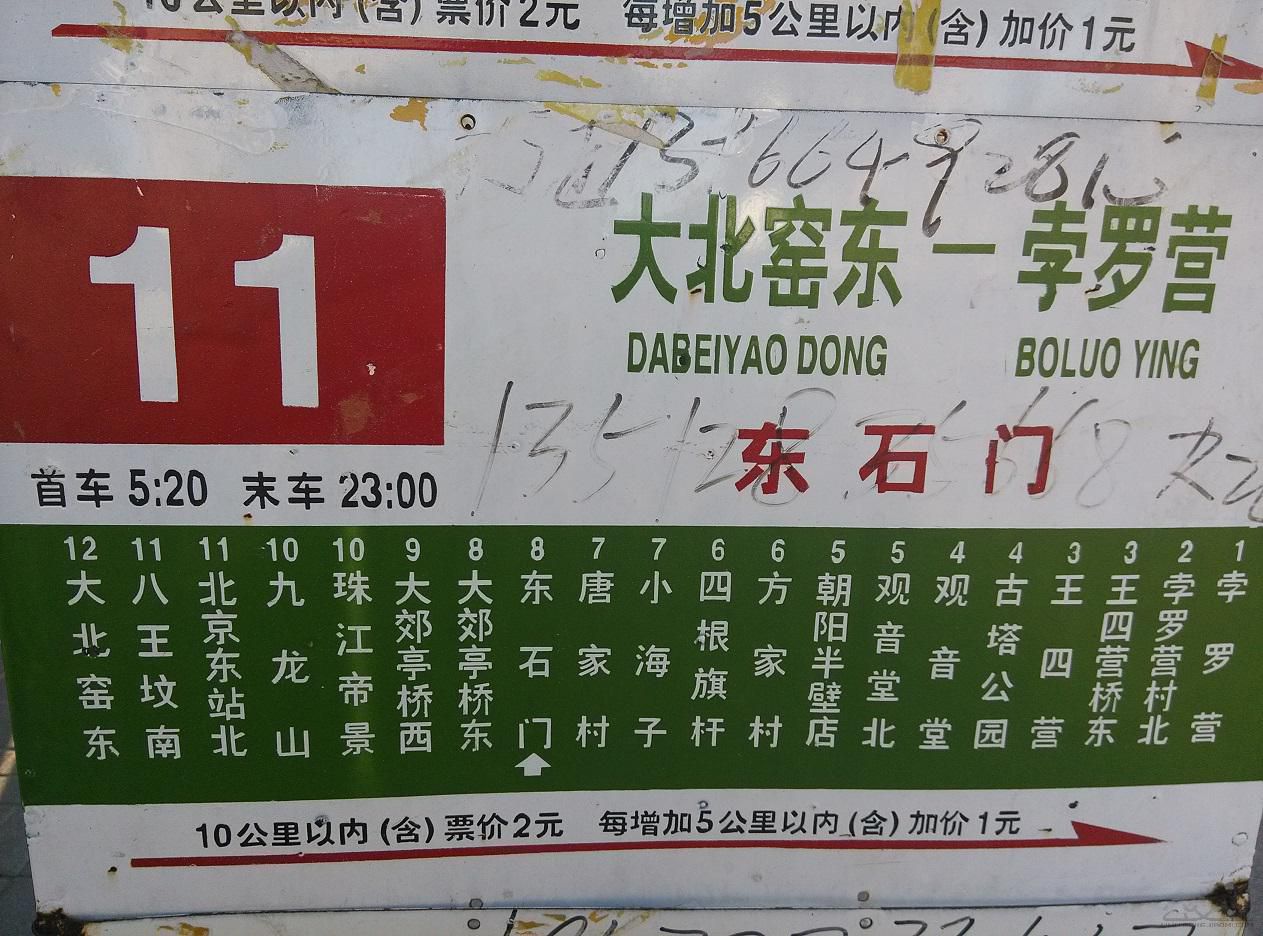 10公里以内(含)票价2元 每增加5公里以内(含)加价1元
11
大北窑东—孛罗营
DABEIYAO DONG BOLUO YING
东石门
首车 5:20 末车 23:00
12 11 11 10 10 9 8 8 7 7 6 6 5 5 4 4 3 3 2 1
大北窑东
八王坟南
北京东站北
九龙山
珠江帝景
大郊亭桥西
大郊亭桥东
东石门
唐家村
小海子
四根旗杆
方家村
朝阳半壁店
观音堂北
观音堂
古塔公园
王四营
王四营桥东
孛罗营村北
孛罗营
10公里以内(含)票价2元 每增加5公里以内(含)加价1元